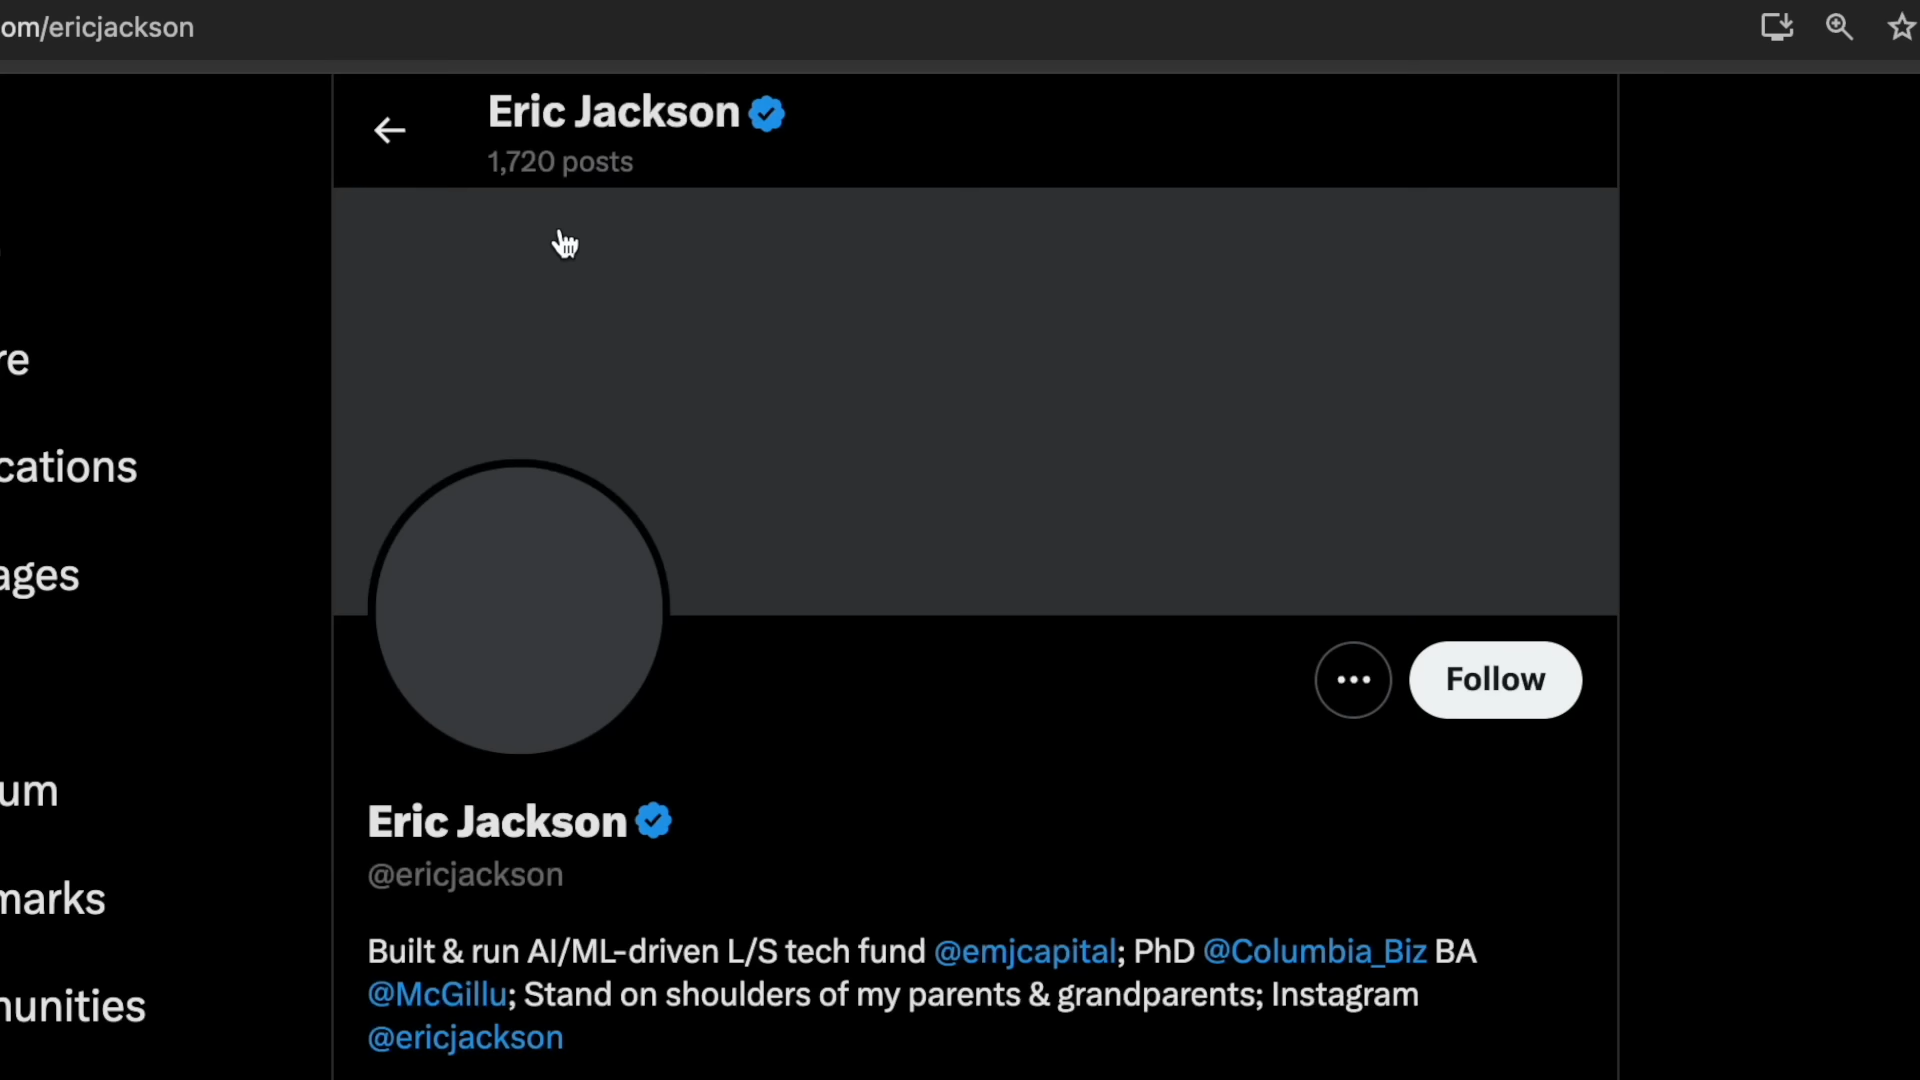 om/ericjackson
Eric Jackson
1,720 posts
re
cations
ages
Follow
um
Eric Jackson
@ericjackson
marks
Built & run AI/ML-driven L/S tech fund @emjcapital; PhD @Columbia_Biz BA
@McGillu; Stand on shoulders of my parents & grandparents; Instagram
@ericjackson
munities